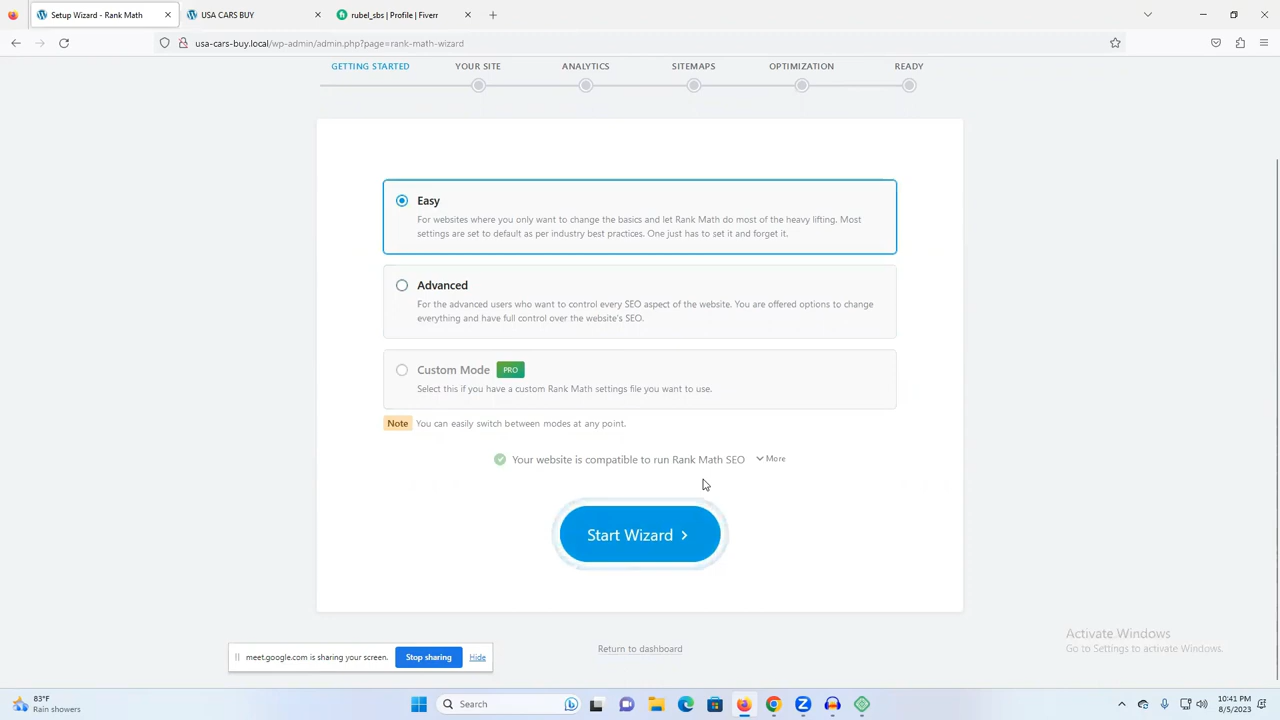 Setup Wizard - Rank Math
USA CARS BUY
rubel_sbs | Profile | Fiverr
usa-cars-buy.local/wp-admin/admin.php?page=rank-math-wizard
GETTING STARTED
YOUR SITE
ANALYTICS
SITEMAPS
OPTIMIZATION
READY
Easy
For websites where you only want to change the basics and let Rank Math do most of the heavy lifting. Most
settings are set to default as per industry best practices. One just has to set it and forget it.
Advanced
For the advanced users who want to control every SEO aspect of the website. You are offered options to change
everything and have full control over the website's SEO.
Custom Mode PRO
Select this if you have a custom Rank Math settings file you want to use.
Note You can easily switch between modes at any point.
Your website is compatible to run Rank Math SEO More
Start Wizard
Activate Windows
Go to Settings to activate Windows.
Return to dashboard
meet.google.com is sharing your screen. Stop sharing Hide
83°F
Rain showers
Search
10:41 PM
8/5/2023